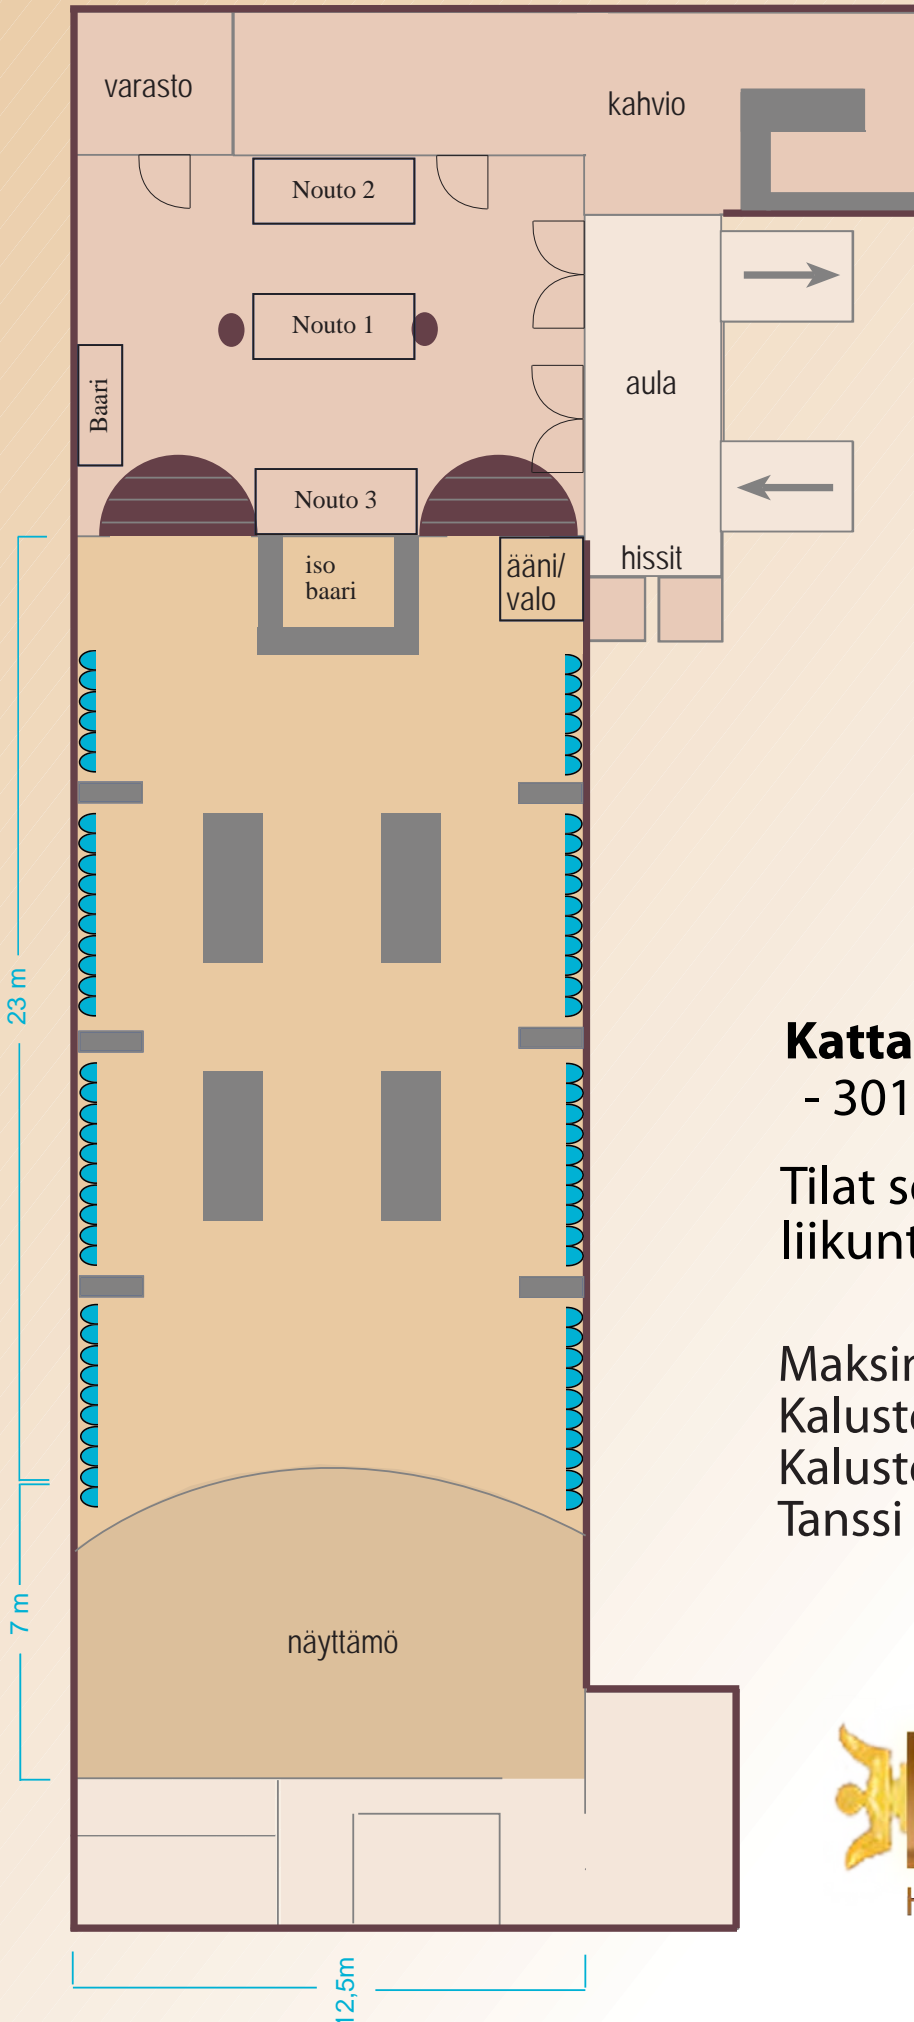 varasto
kahvio
Nouto 2
Nouto 1
aula
Baari
Nouto 3
hissit
iso
baari
ääni/
valo
23 m
Katta
- 301
Tilat s
liikunt
Maksi
Kalust
Kalust
Tanssi
7 m
näyttämö
12,5m